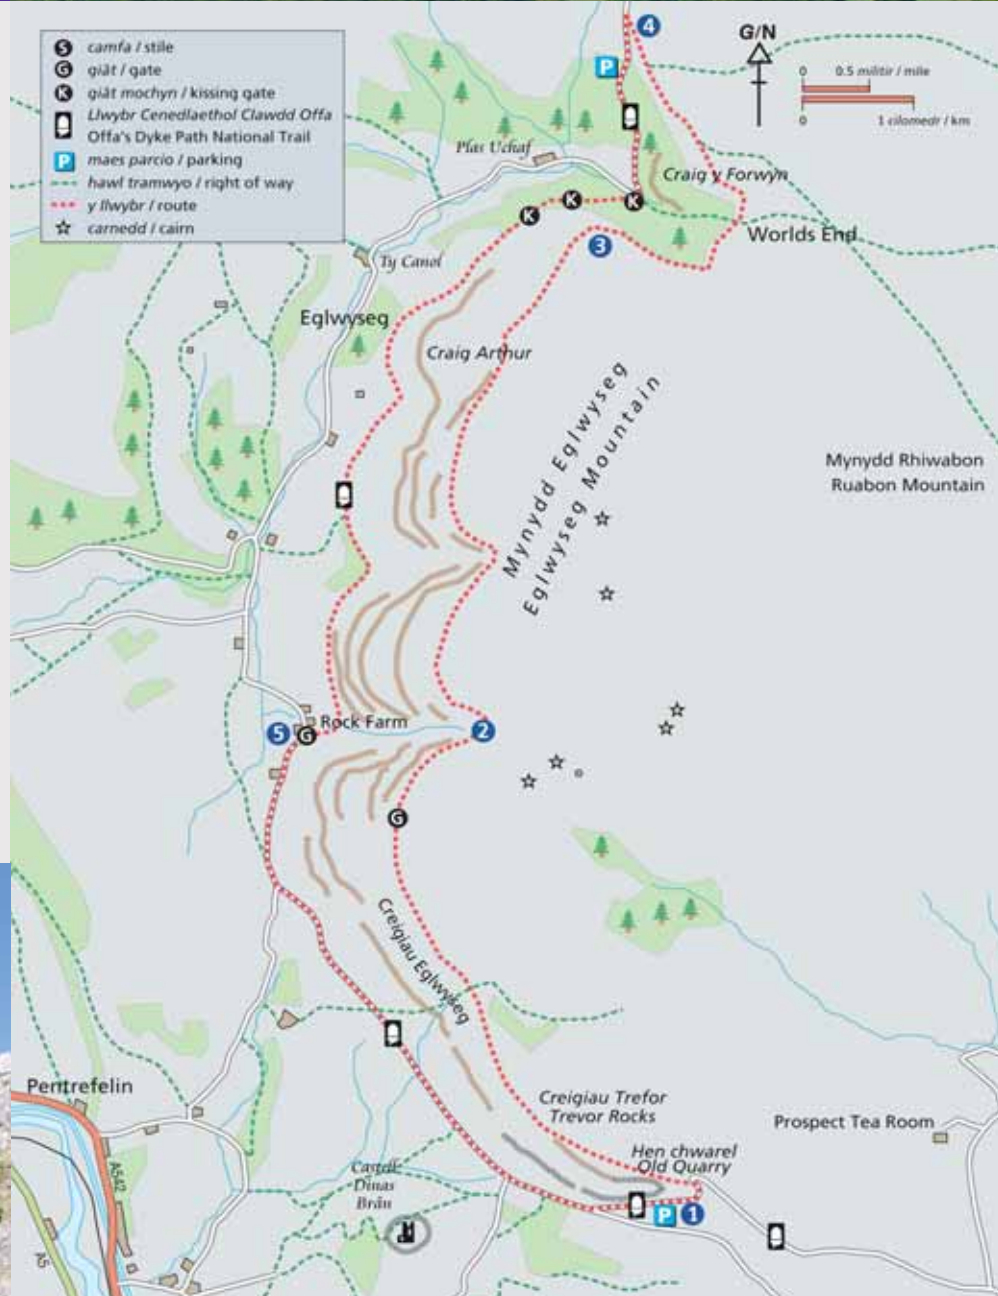 S camfa / stile
G giât / gate
K giât mochyn / kissing gate
Llwybr Cenedlaethol Clawdd Offa
Offa's Dyke Path National Trail
P maes parcio / parking
hawl tramwyo / right of way
y llwybr / route
carnedd / cairn
G/N
0 0.5 militir / mile
0 1 cilomedr / km
4
P
Plas Uchaf
Craig y Forwyn
K K K
Worlds End
3
Ty Canol
Eglwyseg
Craig Arthur
Mynydd Eglwyseg
Eglwyseg Mountain
Mynydd Rhiwabon
Ruabon Mountain
5 G Rock Farm
2
G
Creigiau Eglwyseg
Pentrefelin
A542
A5
Creigiau Trefor
Trevor Rocks
Prospect Tea Room
Hen chwarel
Old Quarry
Castell
Dinas
Brân
P 1